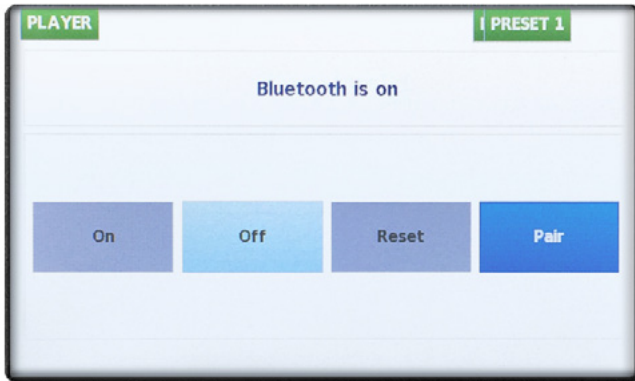 PLAYER
PRESET 1
Bluetooth is on
On
Off
Reset
Pair